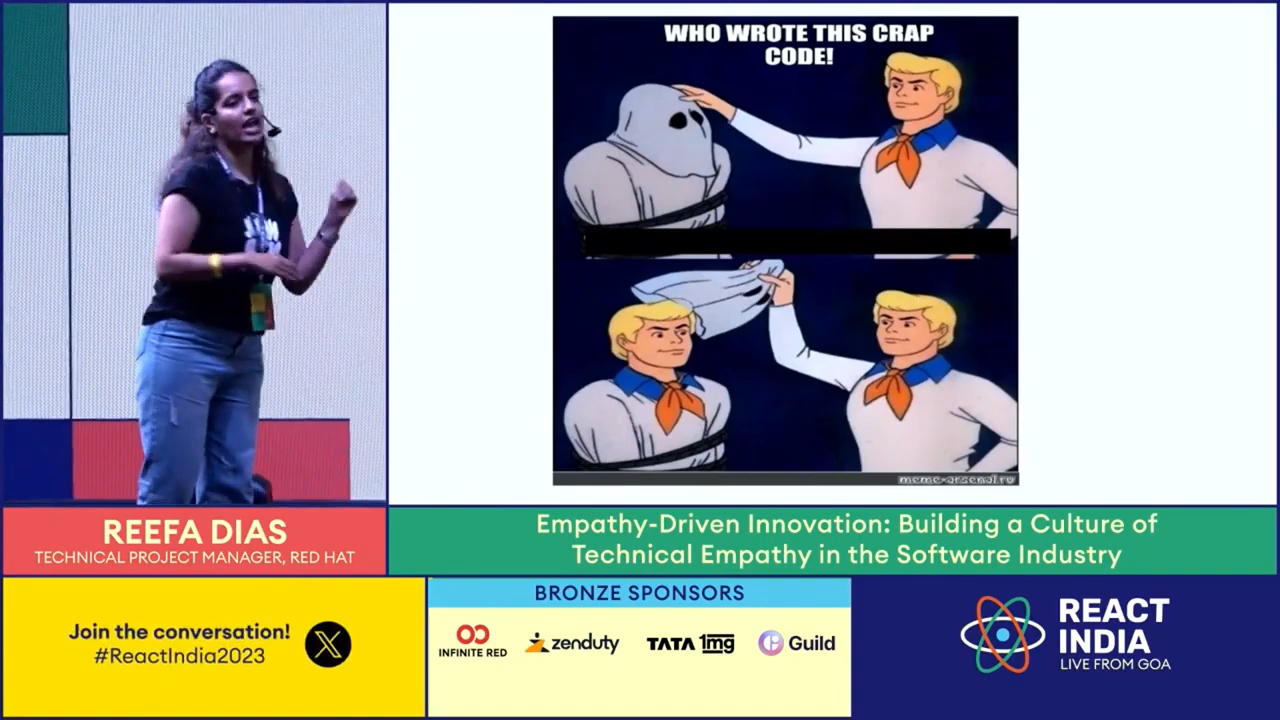 WHO WROTE THIS CRAP
CODE!
meme-arsenal.ru
REEFA DIAS
TECHNICAL PROJECT MANAGER, RED HAT
Empathy-Driven Innovation: Building a Culture of
Technical Empathy in the Software Industry
Join the conversation!
#ReactIndia2023
BRONZE SPONSORS
INFINITE RED
zenduty
TATA 1mg
Guild
REACT
INDIA
LIVE FROM GOA